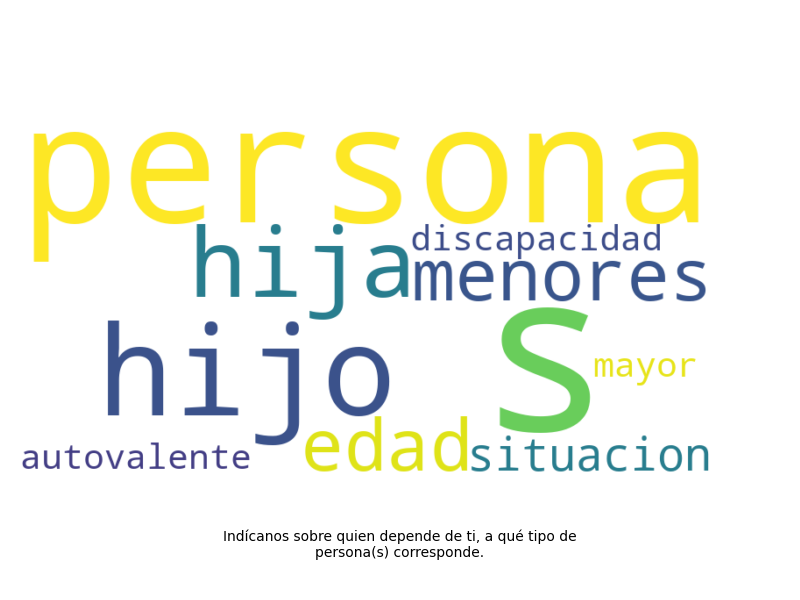 persona
hija
discapacidad
menores
hijo
s
mayor
edad
autovalente
situacion
Indícanos sobre quien depende de ti, a qué tipo de
persona(s) corresponde.